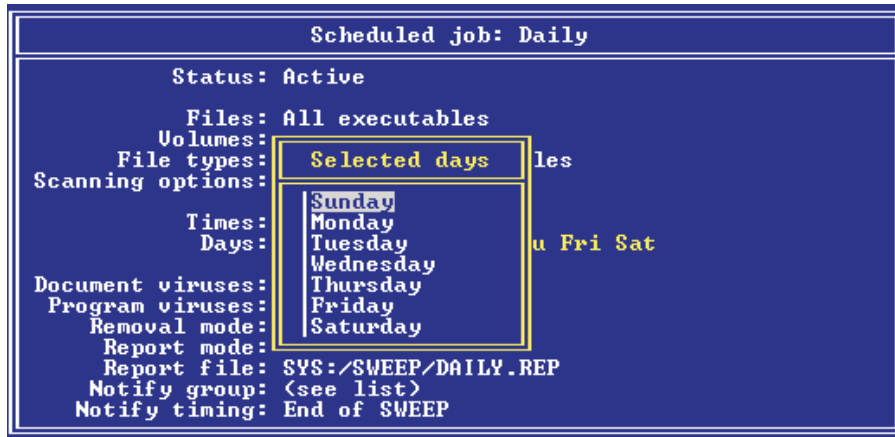 Scheduled job: Daily
Status: Active
Files: All executables
Volumes:
File types: les
Scanning options:
Times:
Days: u Fri Sat
Document viruses:
Program viruses:
Removal mode:
Report mode:
Report file: SYS:/SWEEP/DAILY.REP
Notify group: (see list)
Notify timing: End of SWEEP
Selected days
Sunday
Monday
Tuesday
Wednesday
Thursday
Friday
Saturday